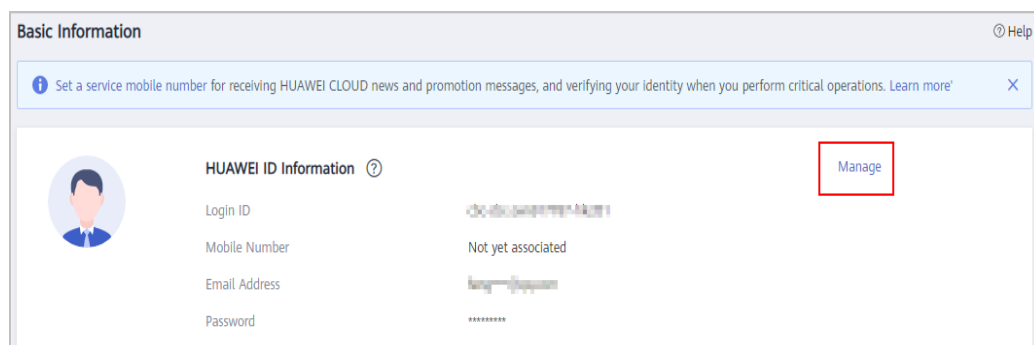 Basic Information
Help
Set a service mobile number for receiving HUAWEI CLOUD news and promotion messages, and verifying your identity when you perform critical operations. Learn more'
HUAWEI ID Information
Manage
Login ID
Mobile Number Not yet associated
Email Address
Password *********